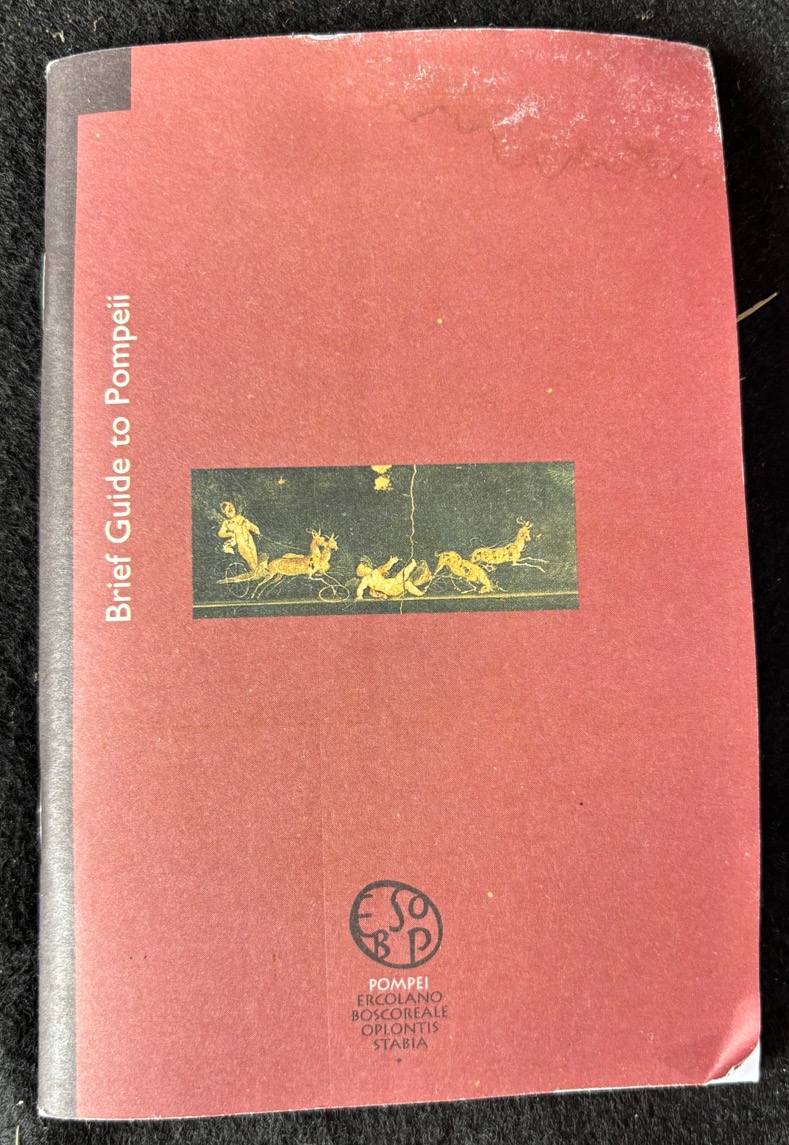 Brief Guide to Pompeii
ESO
BP
POMPEI
ERCOLANO
BOSCOREALE
OPLONTIS
STABIA